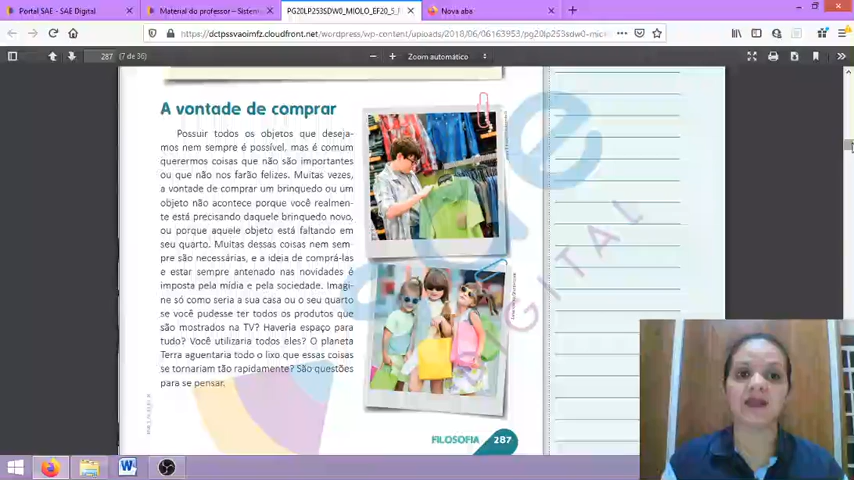 Portal SAE - SAE Digital
Material do professor – Sistem
PG20LP253SDW0_MIOLO_EF20_5_
Nova aba
https://dctpssvaoimfz.cloudfront.net/wordpress/wp-content/uploads/2018/06/06163953/pg20lp253sdw0-mio
287
(7 de 36)
Zoom automático
A vontade de comprar
Possuir todos os objetos que deseja-
mos nem sempre é possível, mas é comum
querermos coisas que não são importantes
ou que não nos farão felizes. Muitas vezes,
a vontade de comprar um brinquedo ou um
objeto não acontece porque você realmen-
te está precisando daquele brinquedo novo,
ou porque aquele objeto está faltando em
seu quarto. Muitas dessas coisas nem sem-
pre são necessárias, e a ideia de comprá-las
e estar sempre antenado nas novidades é
imposta pela mídia e pela sociedade. Imagi-
ne só como seria a sua casa ou o seu quarto
se você pudesse ter todos os produtos que
são mostrados na TV? Haveria espaço para
tudo? Você utilizaria todos eles? O planeta
Terra aguentaria todo o lixo que essas coisas
se tornariam tão rapidamente? São questões
para se pensar.
sae
DIGITAL
FILOSOFIA
287